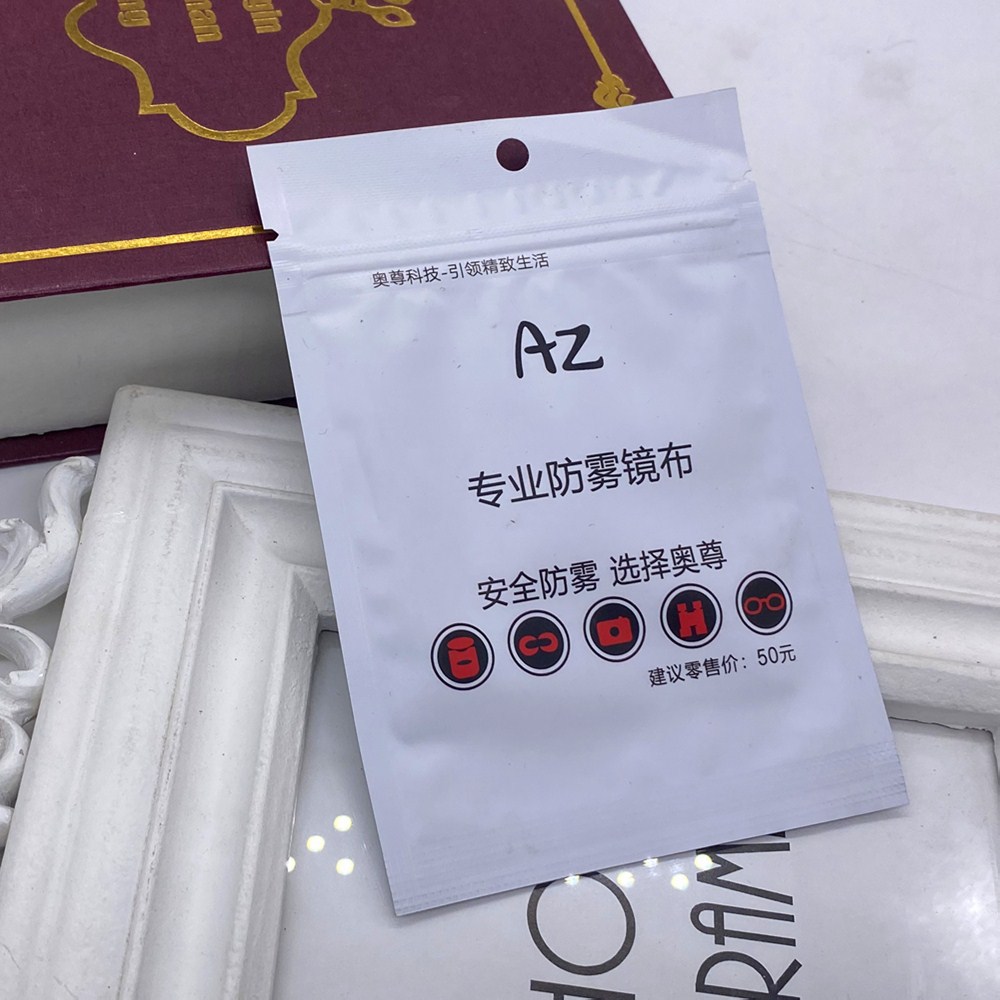 奥尊科技-引领精致生活
AZ
专业防雾镜布
安全防雾 选择奥尊
建议零售价：50元